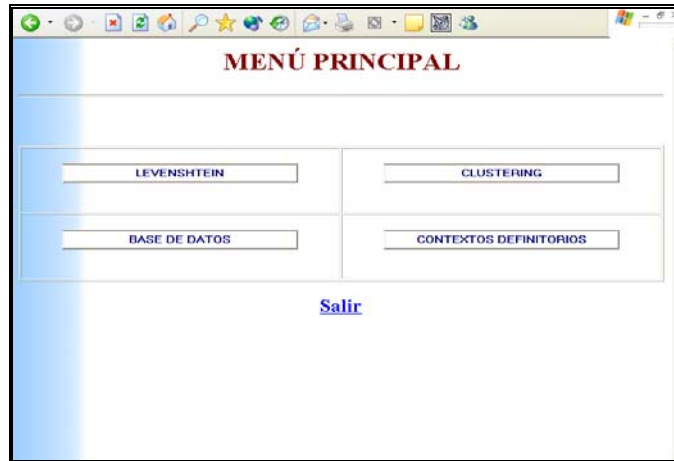 MENÚ PRINCIPAL
LEVENSHTEIN
CLUSTERING
BASE DE DATOS
CONTEXTOS DEFINITORIOS
Salir